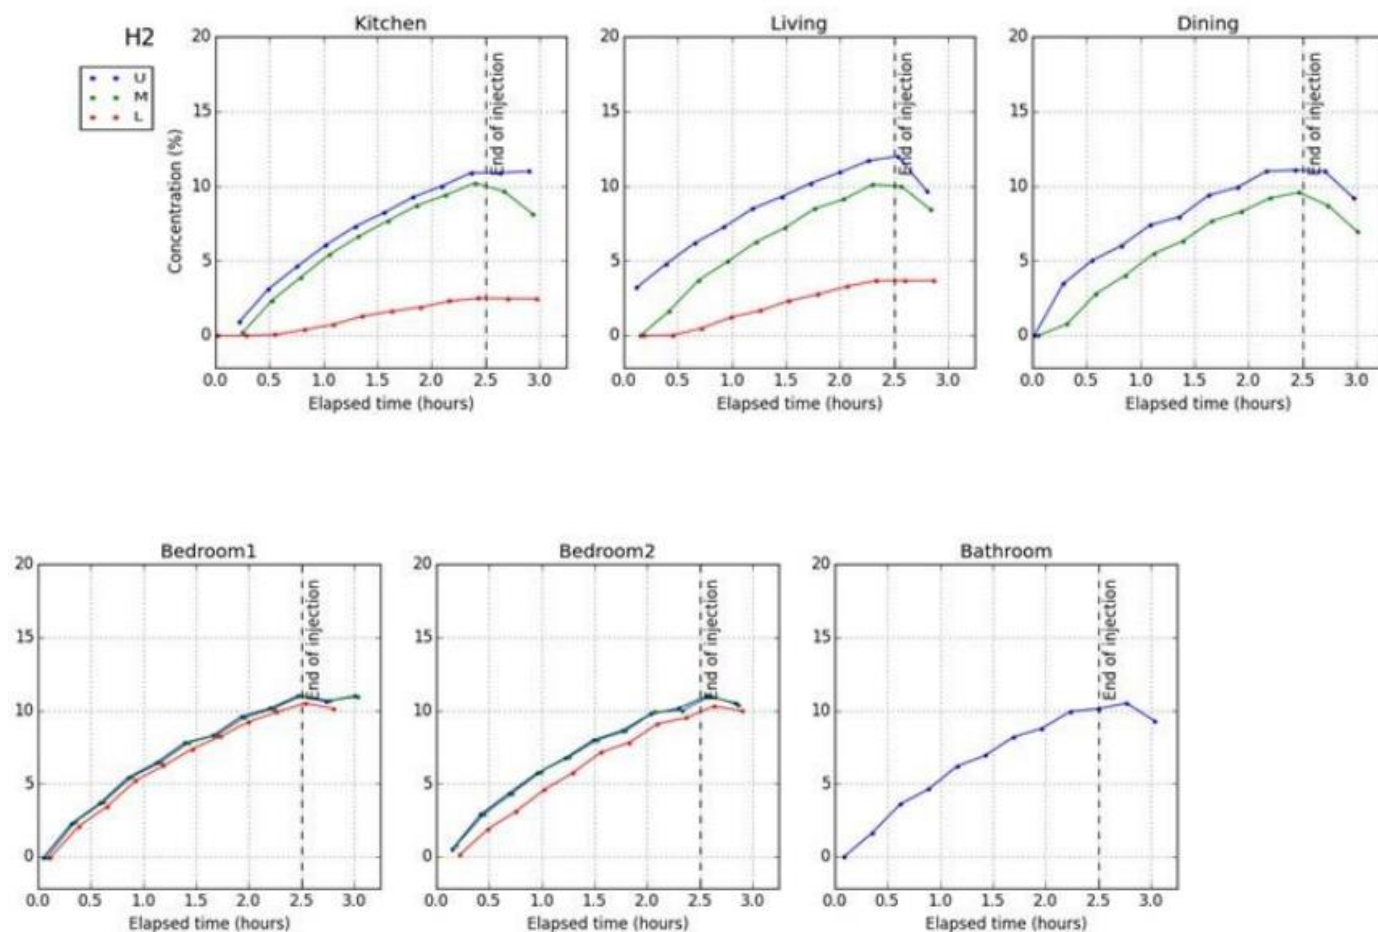 H2
U
M
L
Kitchen
Concentration (%)
20
15
10
5
0
End of injection
0.0 0.5 1.0 1.5 2.0 2.5 3.0
Elapsed time (hours)
Living
20
15
10
5
0
End of injection
0.0 0.5 1.0 1.5 2.0 2.5 3.0
Elapsed time (hours)
Dining
20
15
10
5
0
End of injection
0.0 0.5 1.0 1.5 2.0 2.5 3.0
Elapsed time (hours)
Bedroom1
20
15
10
5
0
End of injection
0.0 0.5 1.0 1.5 2.0 2.5 3.0
Elapsed time (hours)
Bedroom2
20
15
10
5
0
End of injection
0.0 0.5 1.0 1.5 2.0 2.5 3.0
Elapsed time (hours)
Bathroom
20
15
10
5
0
End of injection
0.0 0.5 1.0 1.5 2.0 2.5 3.0
Elapsed time (hours)